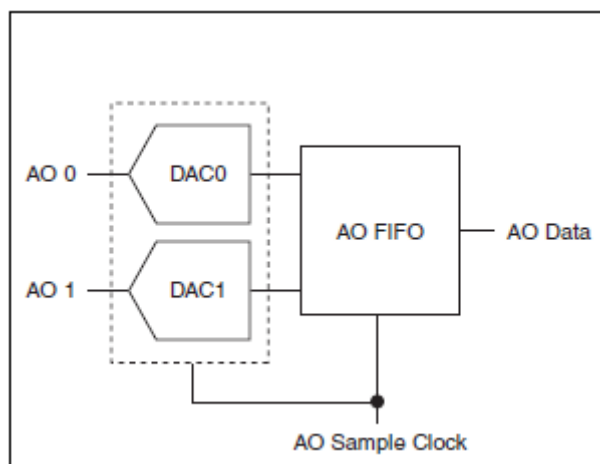 AO 0
DAC0
AO FIFO
AO Data
AO 1
DAC1
AO Sample Clock